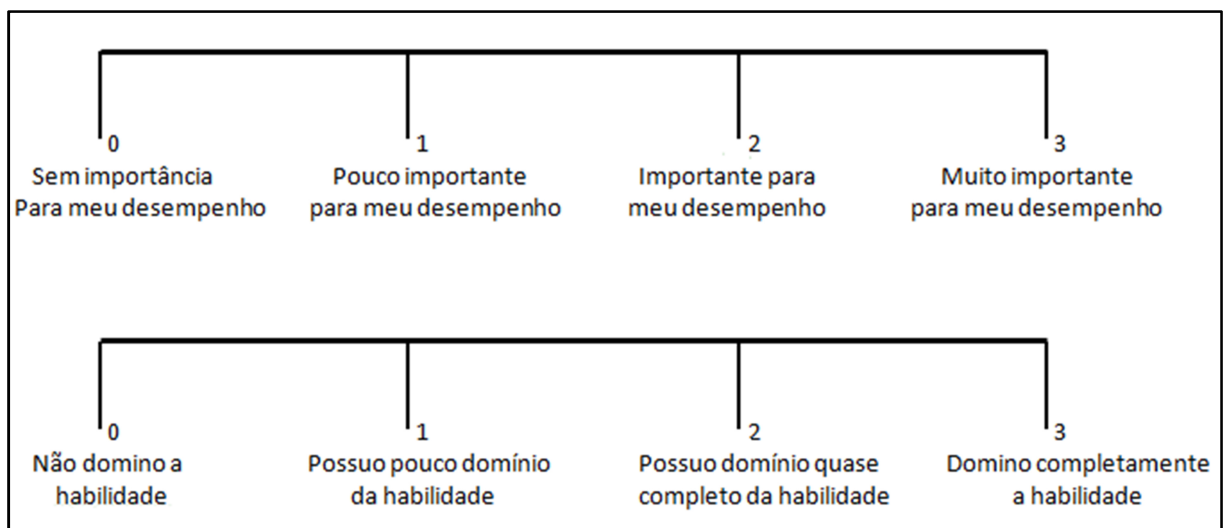 0 1 2 3
Sem importância Pouco importante Importante para Muito importante
Para meu desempenho para meu desempenho meu desempenho para meu desempenho
0 1 2 3
Não domino a Possuo pouco domínio Possuo domínio quase Domino completamente
habilidade da habilidade completo da habilidade a habilidade